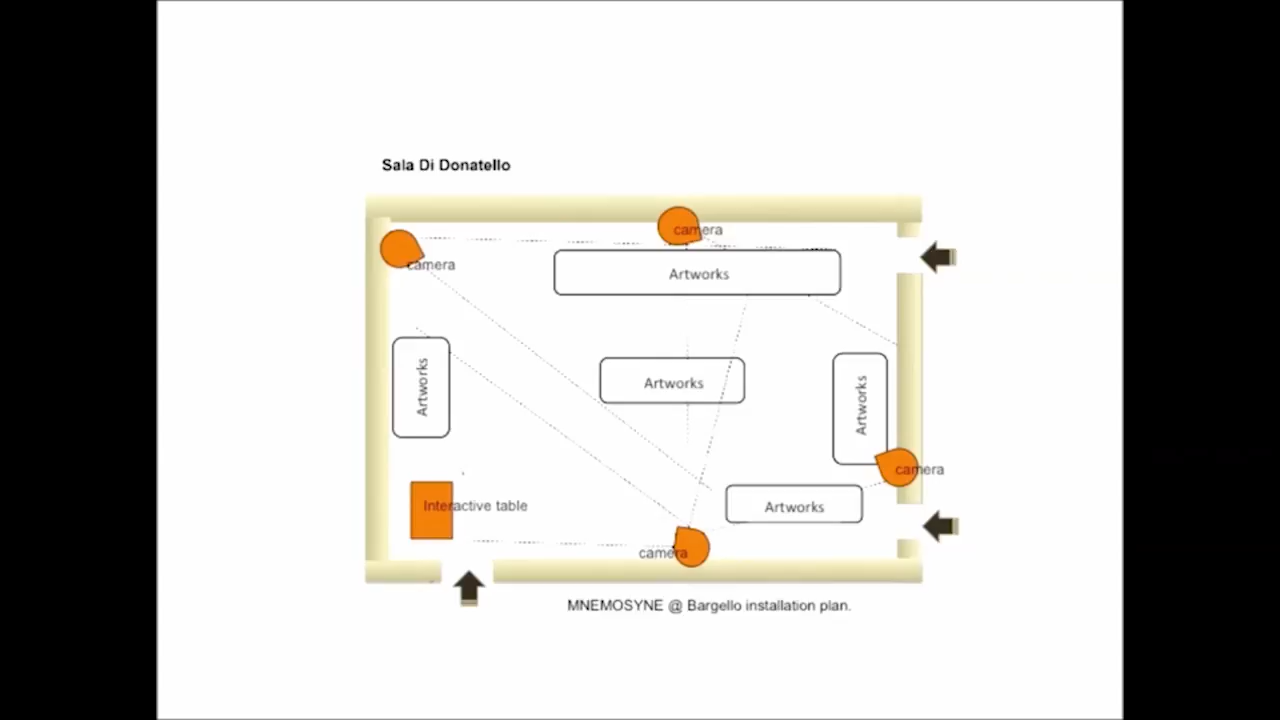 Sala Di Donatello
camera
camera
Artworks
Artworks
Artworks
Artworks
camera
Interactive table
Artworks
camera
MNEMOSYNE @ Bargello installation plan.